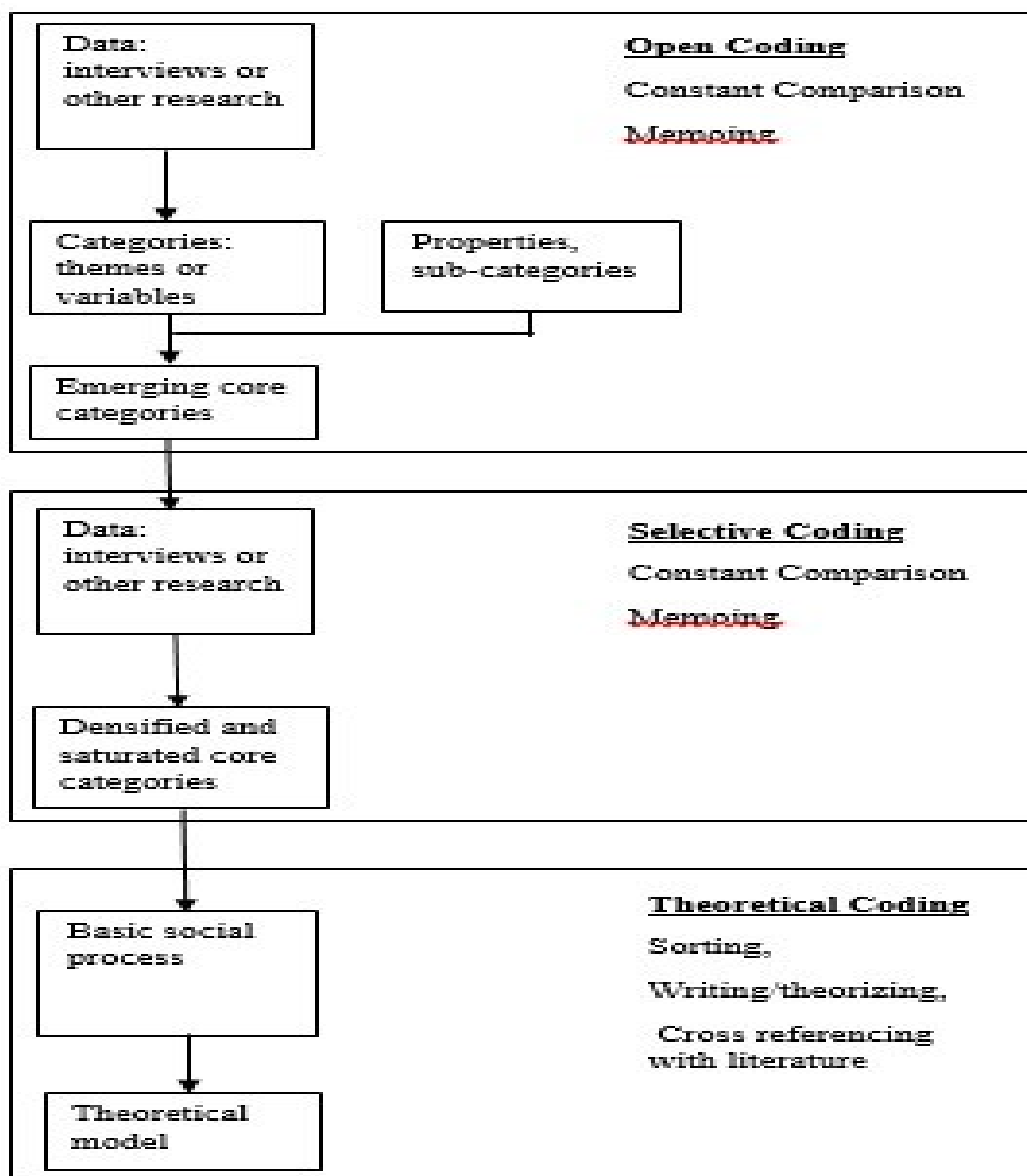 Data:
interviews or
other research
Open Coding
Constant Comparison
Memoing
Categories:
themes or
variables
Properties,
sub-categories
Emerging core
categories
Data:
interviews or
other research
Selective Coding
Constant Comparison
Memoing
Densified and
saturated core
categories
Basic social
process
Theoretical Coding
Sorting,
Writing/theorizing,
Cross referencing
with literature
Theoretical
model